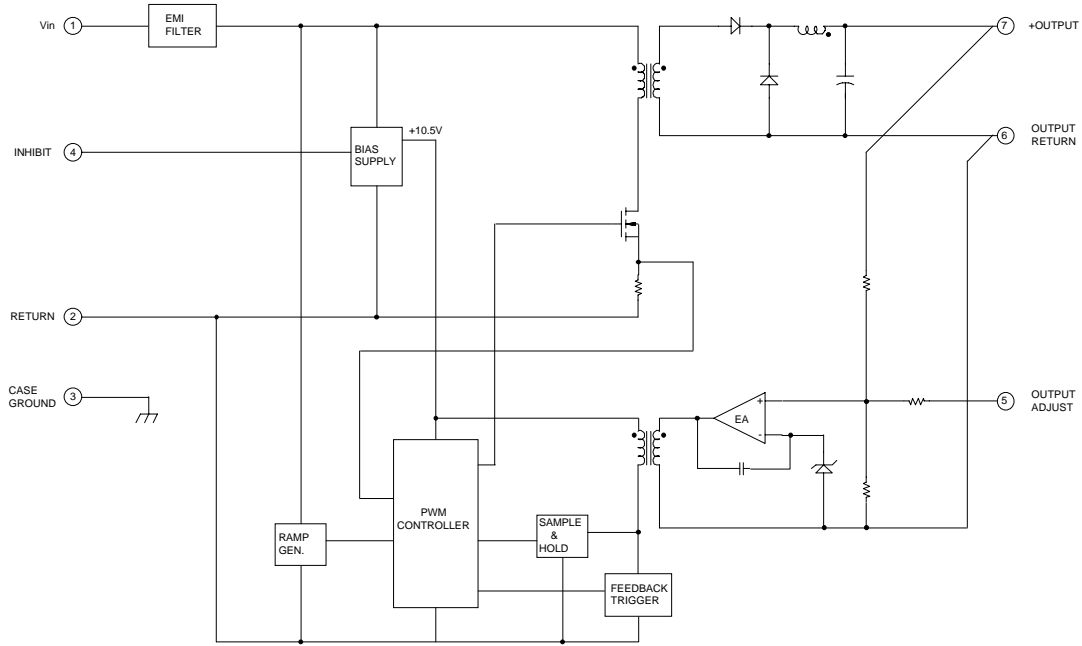 Vin 1
EMI
FILTER
7 +OUTPUT
+10.5V
INHIBIT 4
BIAS
SUPPLY
6 OUTPUT
RETURN
RETURN 2
CASE
GROUND 3
+
EA
-
5 OUTPUT
ADJUST
PWM
CONTROLLER
RAMP
GEN.
SAMPLE
&
HOLD
FEEDBACK
TRIGGER